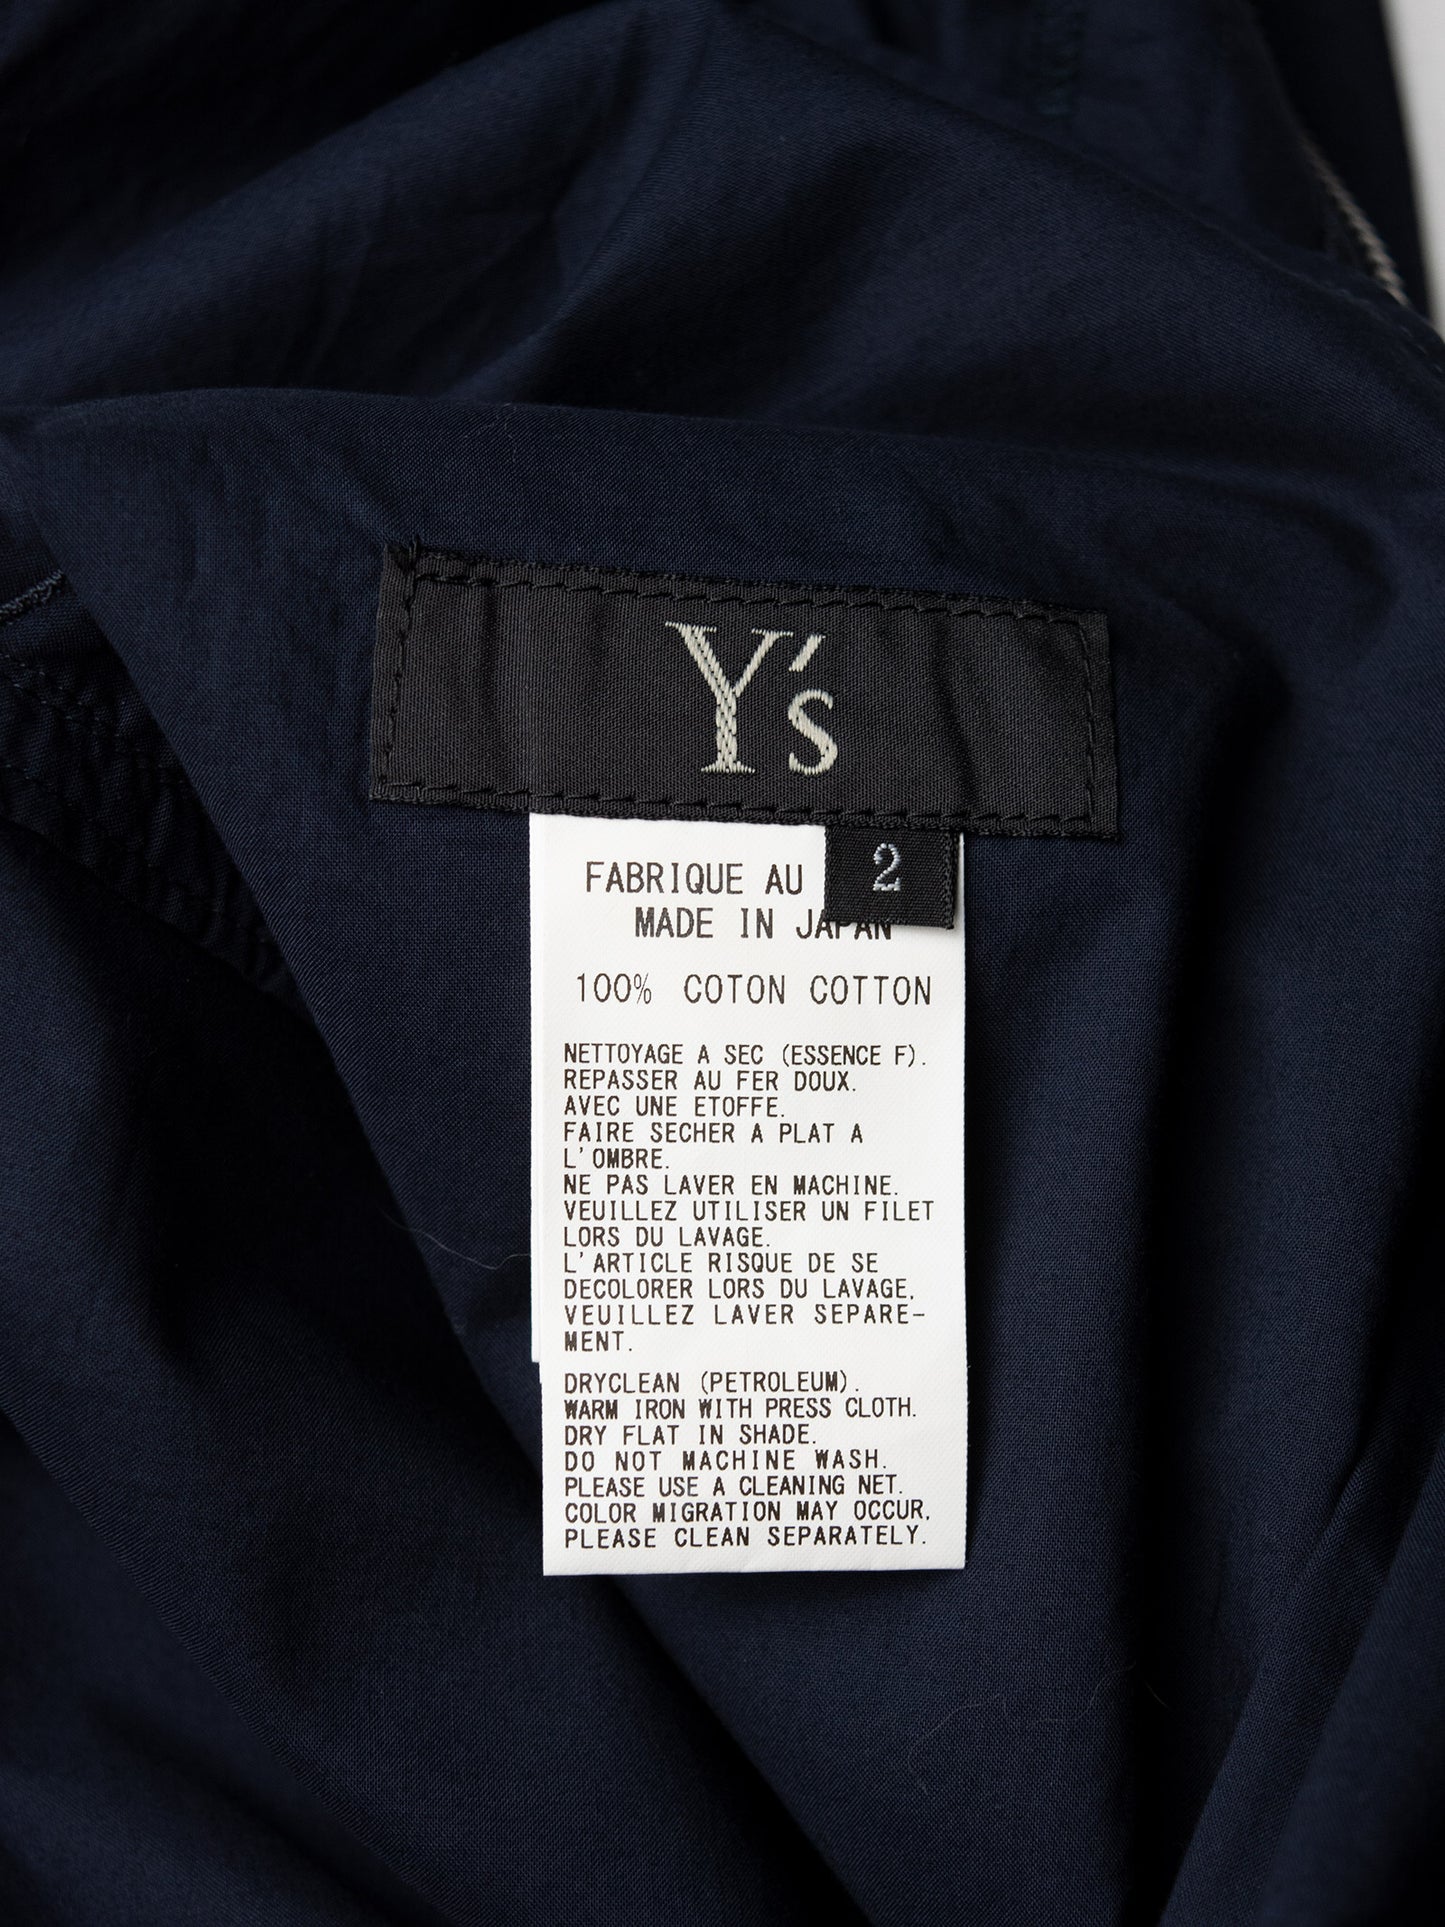 Y's
2
FABRIQUE AU
MADE IN JAPAN
100% COTON COTTON
NETTOYAGE A SEC (ESSENCE F).
REPASSER AU FER DOUX.
AVEC UNE ETOFFE.
FAIRE SECHER A PLAT A
L'OMBRE.
NE PAS LAVER EN MACHINE.
VEUILLEZ UTILISER UN FILET
LORS DU LAVAGE.
L'ARTICLE RISQUE DE SE
DECOLORER LORS DU LAVAGE,
VEUILLEZ LAVER SEPARE-
MENT.
DRYCLEAN (PETROLEUM).
WARM IRON WITH PRESS CLOTH.
DRY FLAT IN SHADE.
DO NOT MACHINE WASH.
PLEASE USE A CLEANING NET.
COLOR MIGRATION MAY OCCUR,
PLEASE CLEAN SEPARATELY.